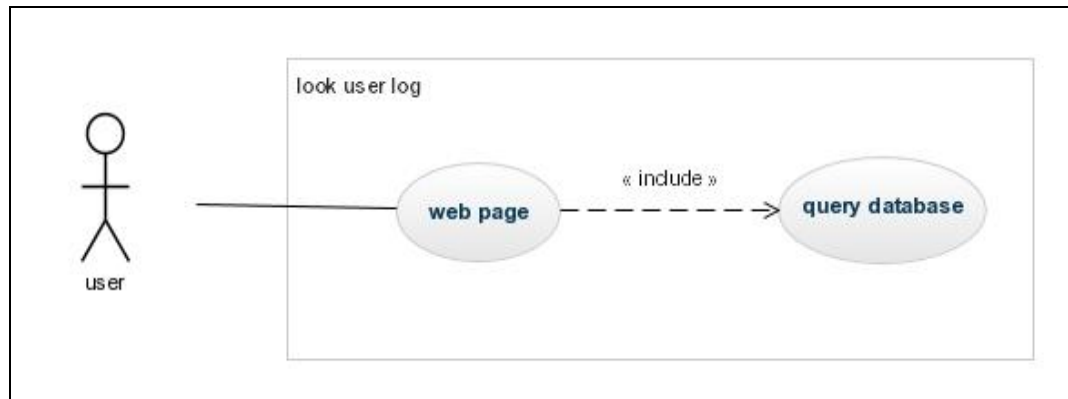 look user log
« include »
web page
query database
user